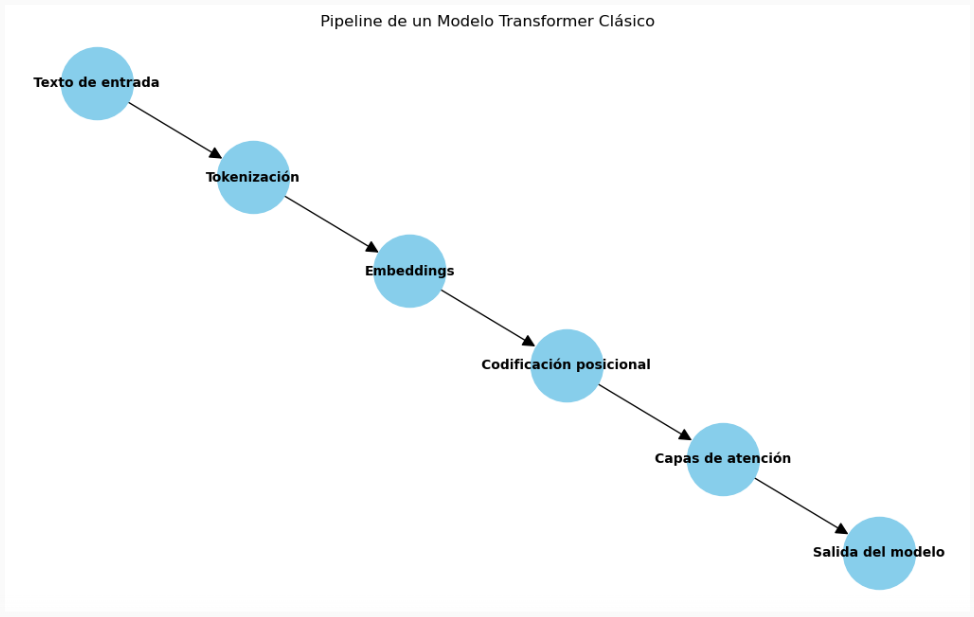 Pipeline de un Modelo Transformer Clásico
Texto de entrada
Tokenización
Embeddings
Codificación posicional
Capas de atención
Salida del modelo